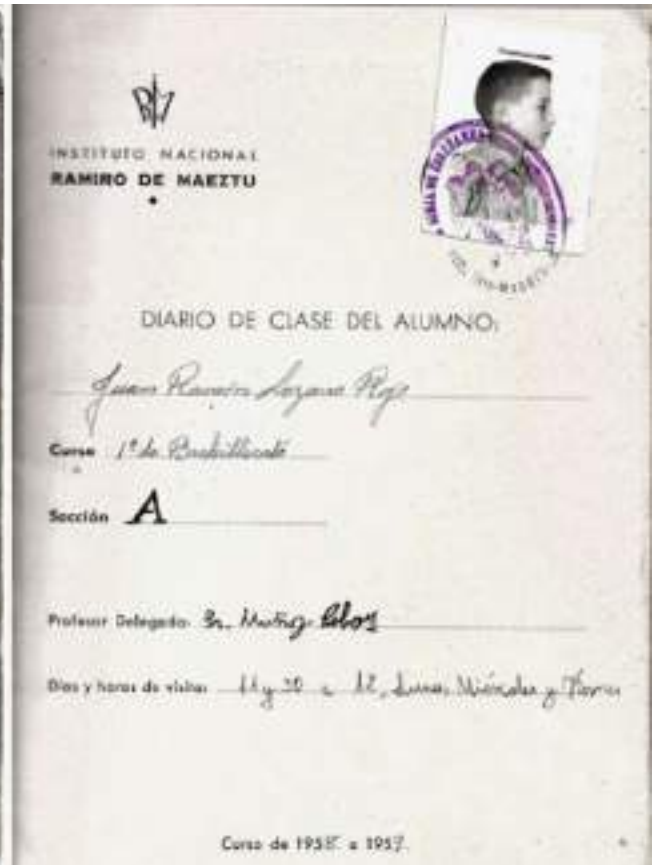 INSTITUTO NACIONAL
RAMIRO DE MAEZTU
DIARIO DE CLASE DEL ALUMNO:
Juan Ramón Lozano
Curso 1º de Bachillerato
Sección A
Profesor Delegado: Sr. Muñoz
Días y horas de visita: 11 y 30 a 12, Lunes, Miércoles y
Curso de 195 a 1957.